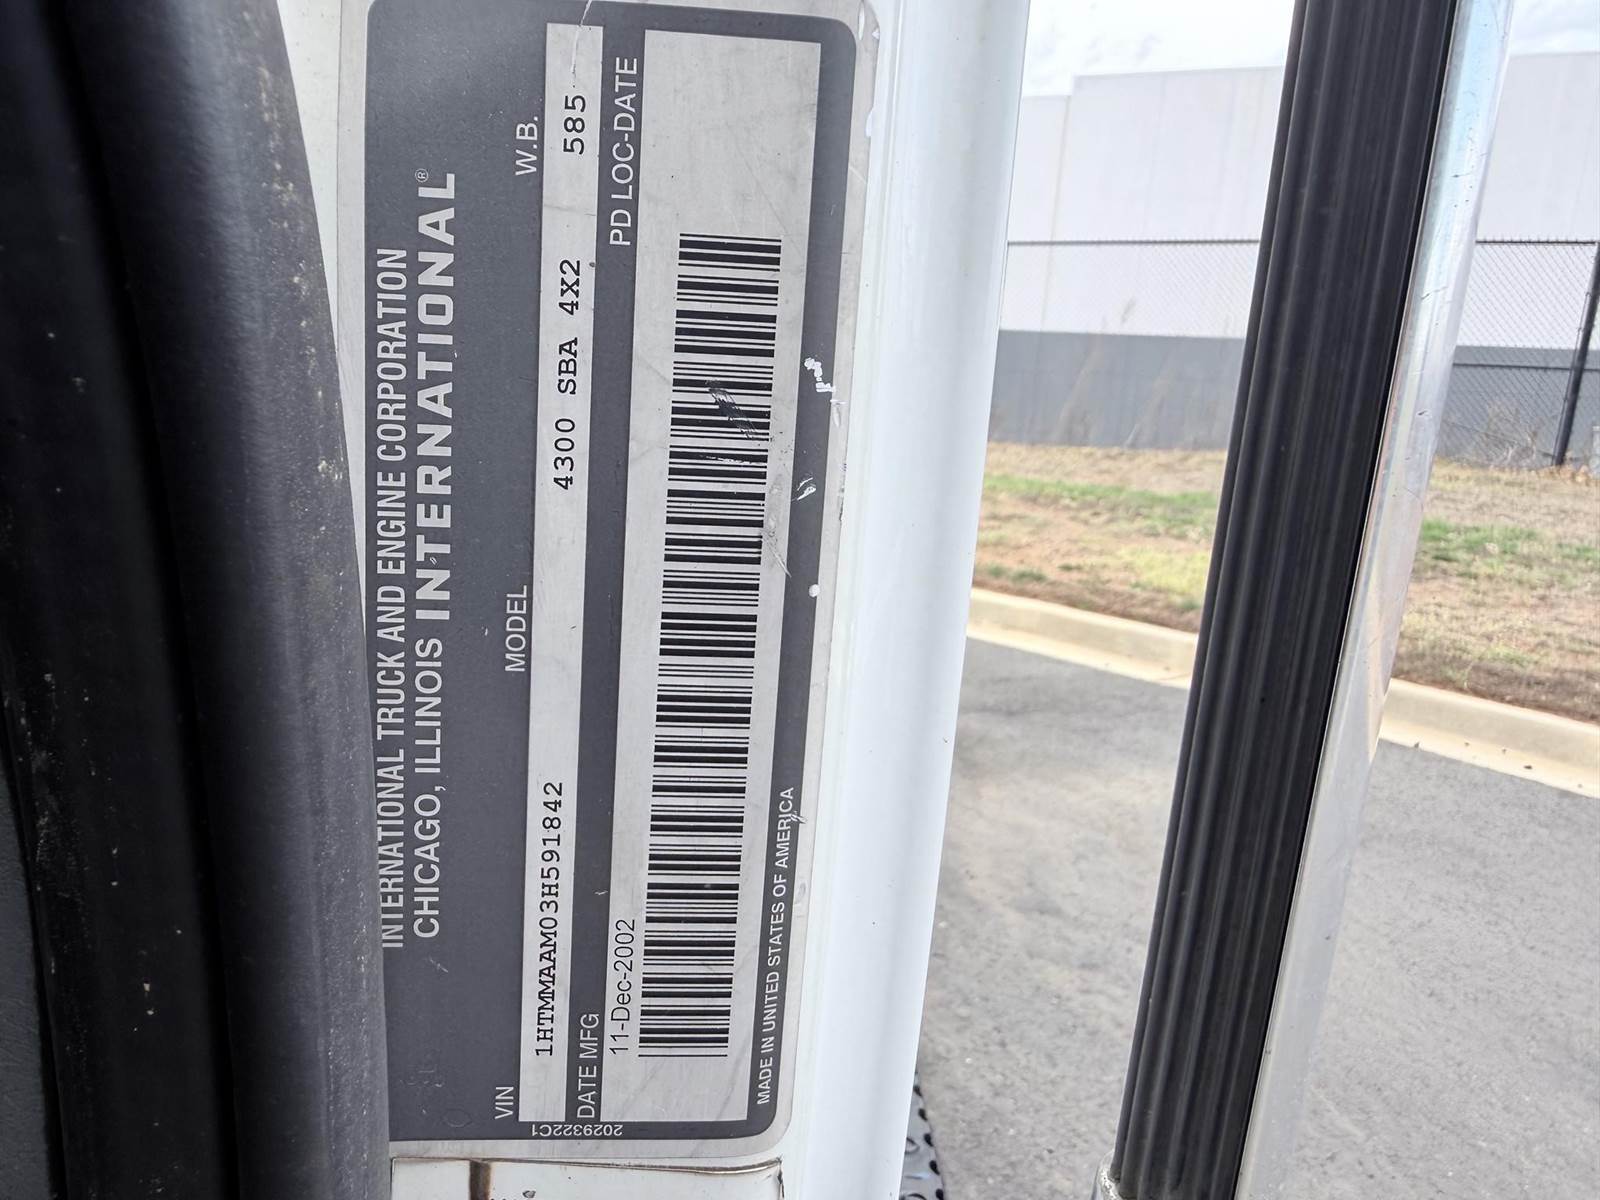 INTERNATIONAL TRUCK AND ENGINE CORPORATION
CHICAGO, ILLINOIS INTERNATIONAL®
VIN MODEL W.B.
1HTMMAAM03H591842 4300 SBA 4X2 585
DATE MFG PD LOC-DATE
11-Dec-2002
MADE IN UNITED STATES OF AMERICA
2029322C1